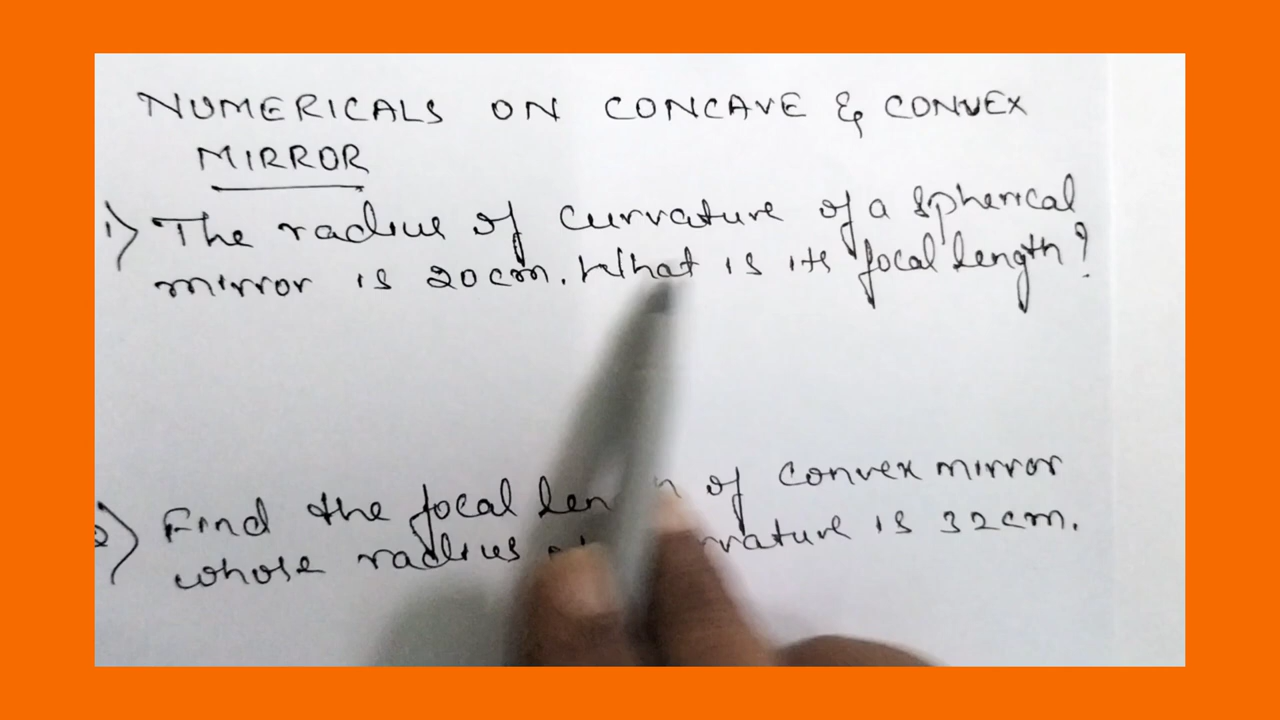 NUMERICALS ON CONCAVE & CONVEX
MIRROR
1) The radius of curvature of a spherical
mirror is 20cm. What is its focal length?
2) Find the focal of convex mirror
whose radius is 32cm.